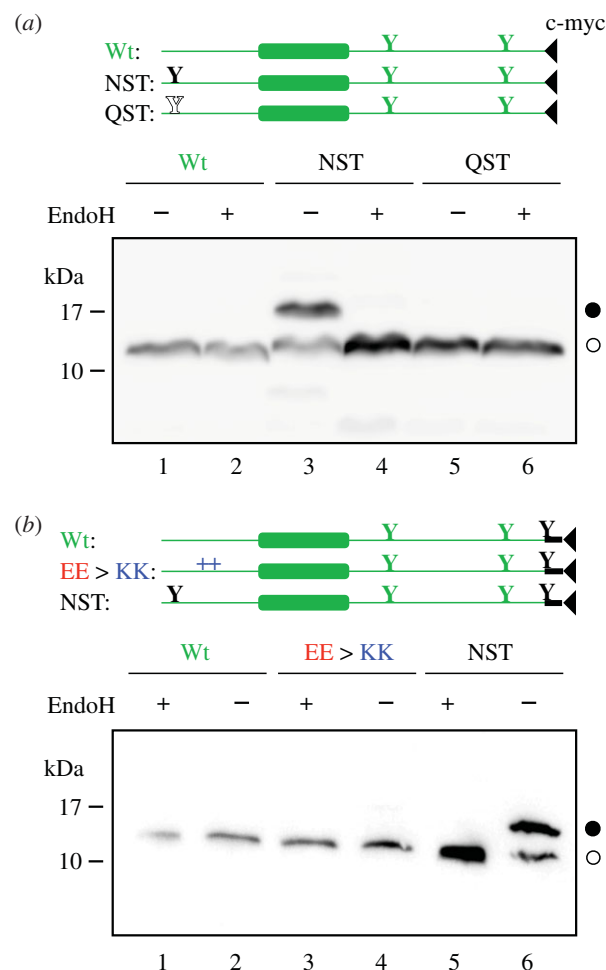 (a) c-myc
Wt: Y Y
NST: Y Y Y
QST: Y Y Y
Wt NST QST
EndoH − + − + − +
kDa
17
10
1 2 3 4 5 6
(b)
Wt: Y Y Y
EE > KK: ++ Y Y Y
NST: Y Y Y Y
Wt EE > KK NST
EndoH + − + − + −
kDa
17
10
1 2 3 4 5 6